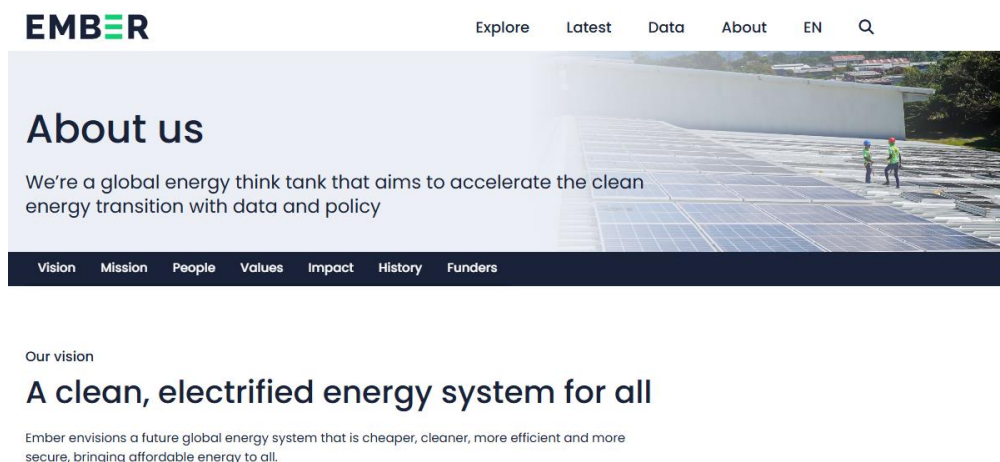 EMBER
Explore Latest Data About EN
About us
We're a global energy think tank that aims to accelerate the clean
energy transition with data and policy
Vision Mission People Values Impact History Funders
Our vision
A clean, electrified energy system for all
Ember envisions a future global energy system that is cheaper, cleaner, more efficient and more
secure, bringing affordable energy to all.